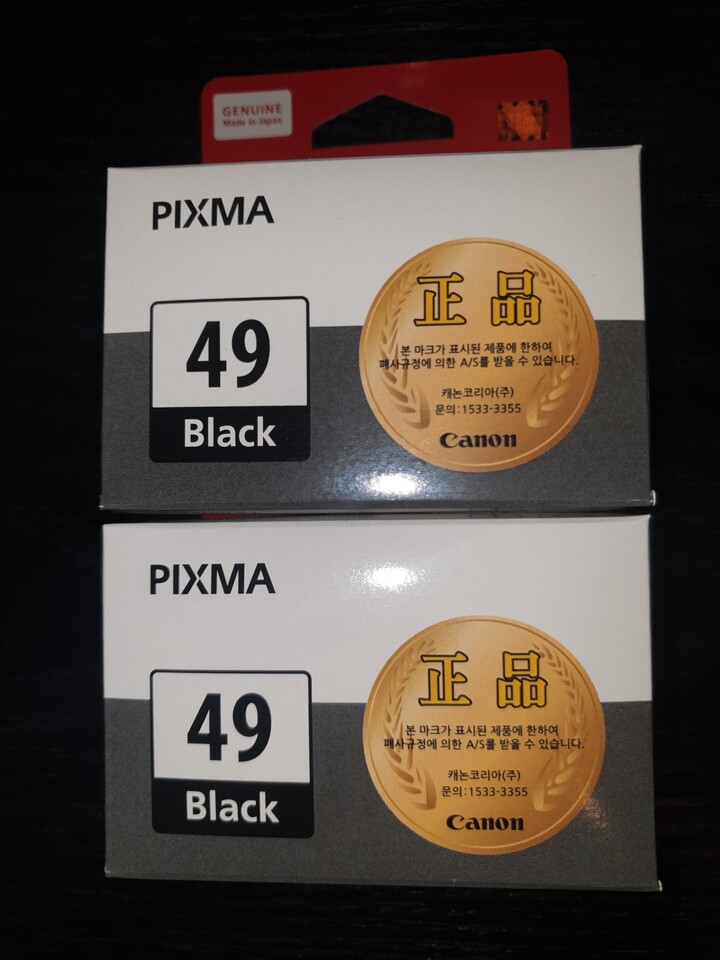 GENUINE
Made in Japan
PIXMA
49
Black
正品
본 마크가 표시된 제품에 한하여
폐사규정에 의한 A/S를 받을 수 있습니다.
캐논코리아(주)
문의:1533-3355
Canon
PIXMA
49
Black
正品
본 마크가 표시된 제품에 한하여
폐사규정에 의한 A/S를 받을 수 있습니다.
캐논코리아(주)
문의:1533-3355
Canon